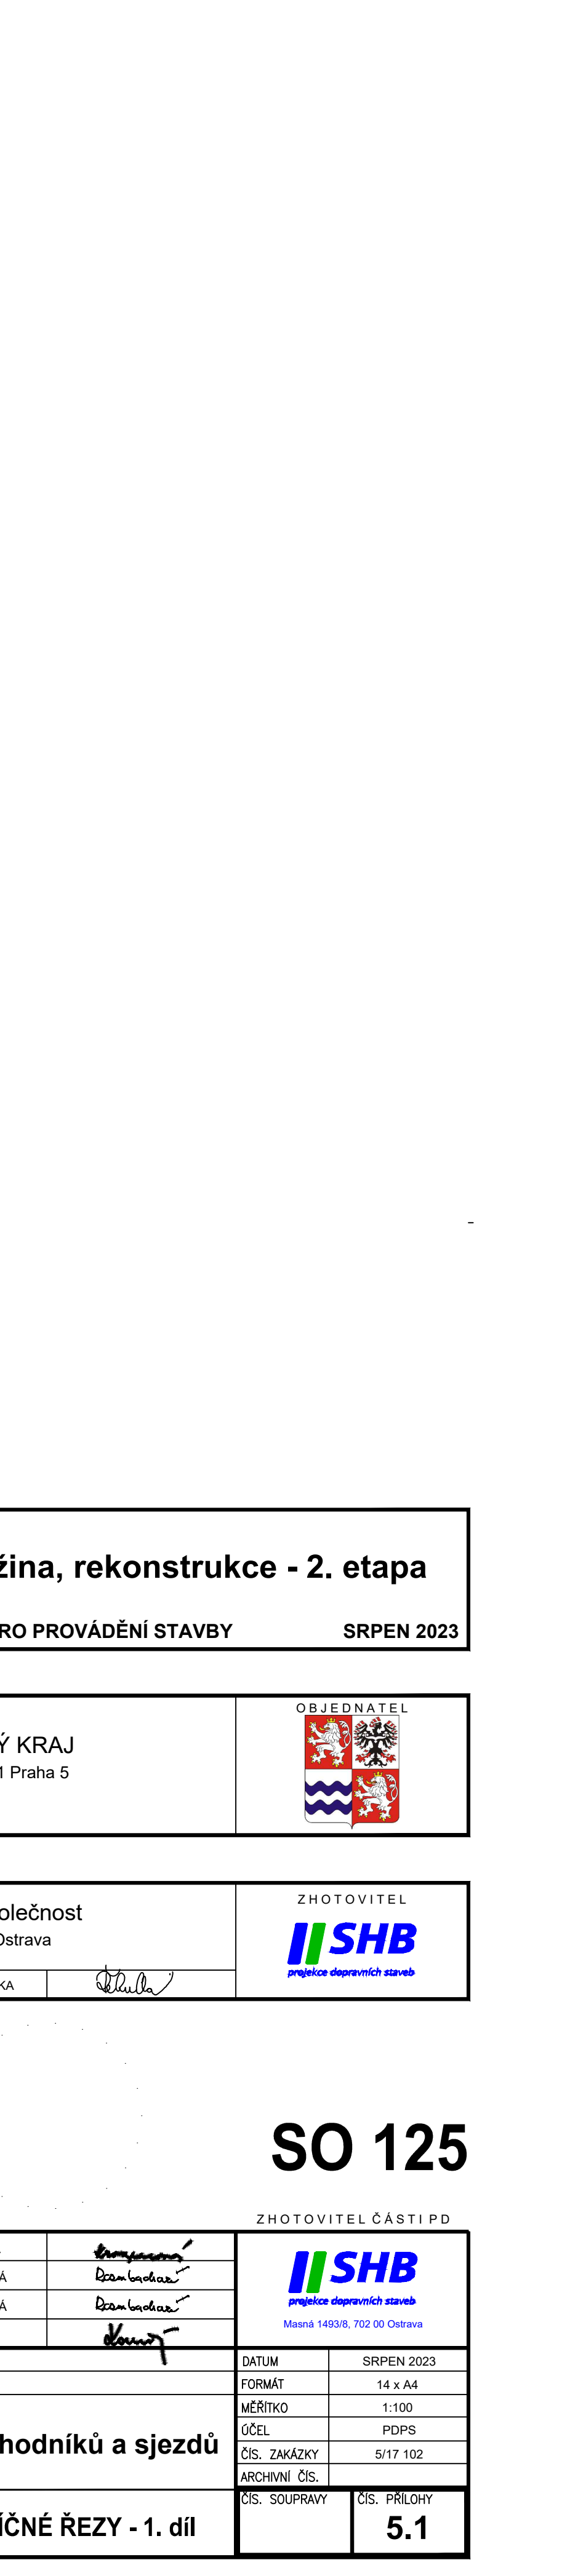 žina, rekonstrukce - 2. etapa
RO PROVÁDĚNÍ STAVBY SRPEN 2023
OBJEDNATEL
Ý KRAJ
1 Praha 5
ZHOTOVITEL
olečnost
Ostrava
SHB
projekce dopravních staveb
KA
SO 125
ZHOTOVITEL ČÁSTI PD
SHB
projekce dopravních staveb
Masná 1493/8, 702 00 Ostrava
Á
Á
DATUM SRPEN 2023
FORMÁT 14 x A4
MĚŘÍTKO 1:100
ÚČEL PDPS
ČÍS. ZAKÁZKY 5/17 102
ARCHIVNÍ ČÍS.
hodníků a sjezdů
ČÍS. SOUPRAVY ČÍS. PŘÍLOHY
ÍČNÉ ŘEZY - 1. díl
5.1